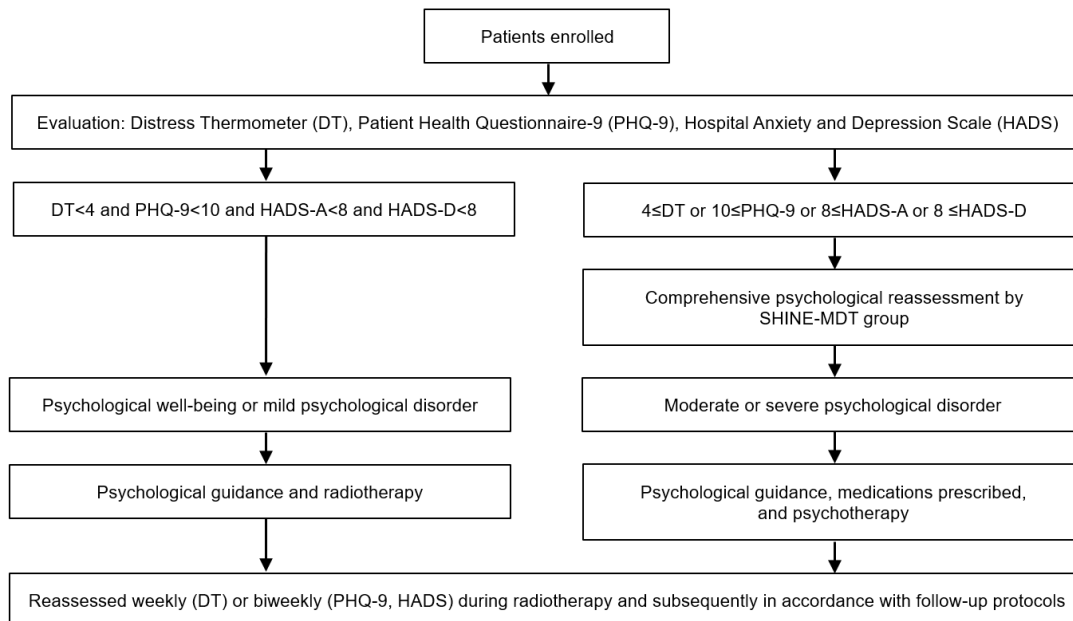 Patients enrolled
Evaluation: Distress Thermometer (DT), Patient Health Questionnaire-9 (PHQ-9), Hospital Anxiety and Depression Scale (HADS)
DT<4 and PHQ-9<10 and HADS-A<8 and HADS-D<8
4≤DT or 10≤PHQ-9 or 8≤HADS-A or 8 ≤HADS-D
Comprehensive psychological reassessment by
SHINE-MDT group
Psychological well-being or mild psychological disorder
Moderate or severe psychological disorder
Psychological guidance and radiotherapy
Psychological guidance, medications prescribed,
and psychotherapy
Reassessed weekly (DT) or biweekly (PHQ-9, HADS) during radiotherapy and subsequently in accordance with follow-up protocols